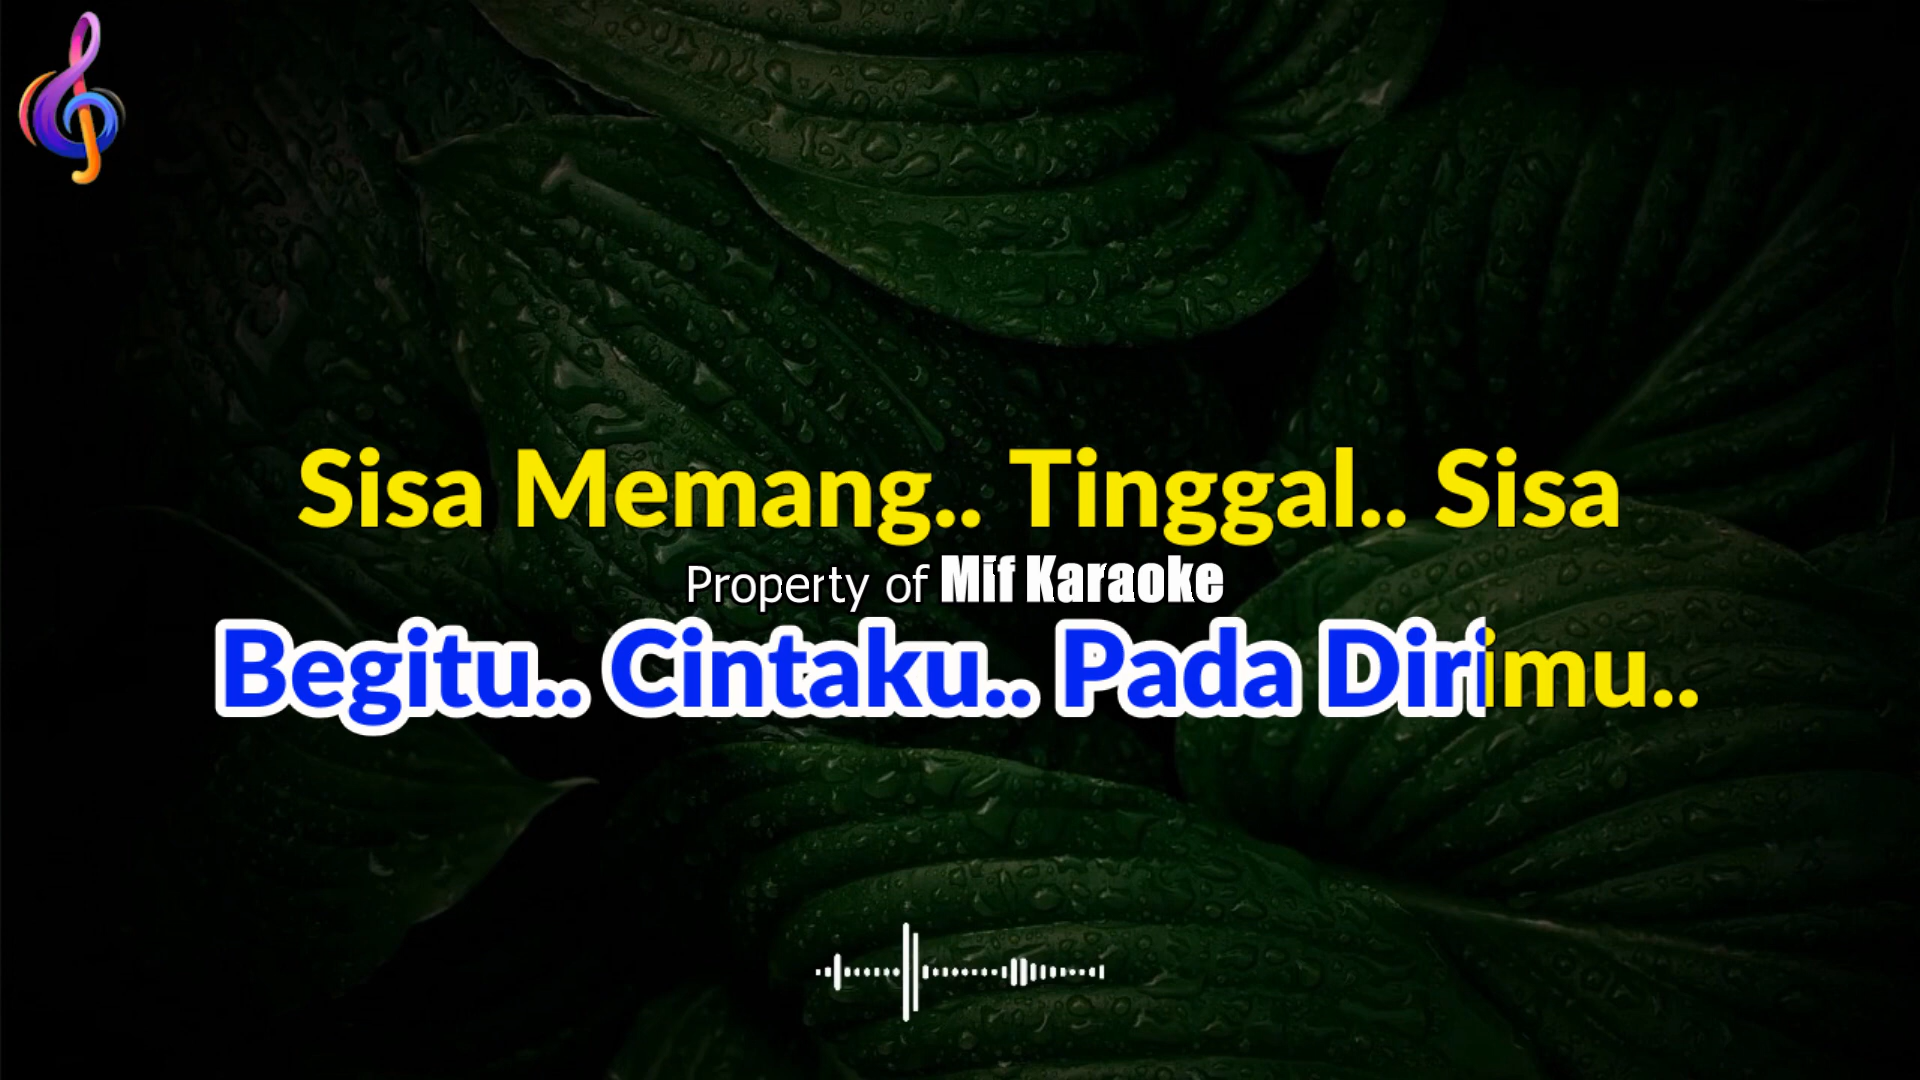 Sisa Memang.. Tinggal.. Sisa
Property of Mif Karaoke
Begitu.. Cintaku.. Pada Dirimu..